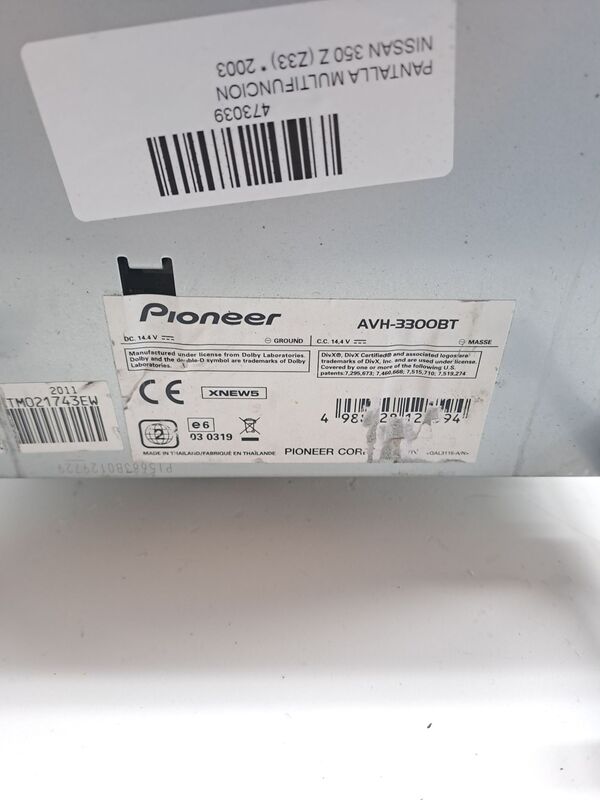 473039
PANTALLA MULTIFUNCION
NISSAN 350 Z (Z33) * 2003
Pioneer
AVH-3300BT
DC. 14,4 V
GROUND
C.C. 14,4 V
MASSE
Manufactured under license from Dolby Laboratories.
Dolby and the double-D symbol are trademarks of Dolby
Laboratories.
DivX®, DivX Certified® and associated logos are
trademarks of DivX, Inc. and are used under license.
Covered by one or more of the following U.S.
patents:7,295,673; 7,460,668; 7,515,710; 7,519,274
CE
XNEW5
2011
TM021743EW
2
e6
03 0319
MADE IN THAILAND/FABRIQUÉ EN THAÏLANDE
PIONEER
<QAL3116-A/N>